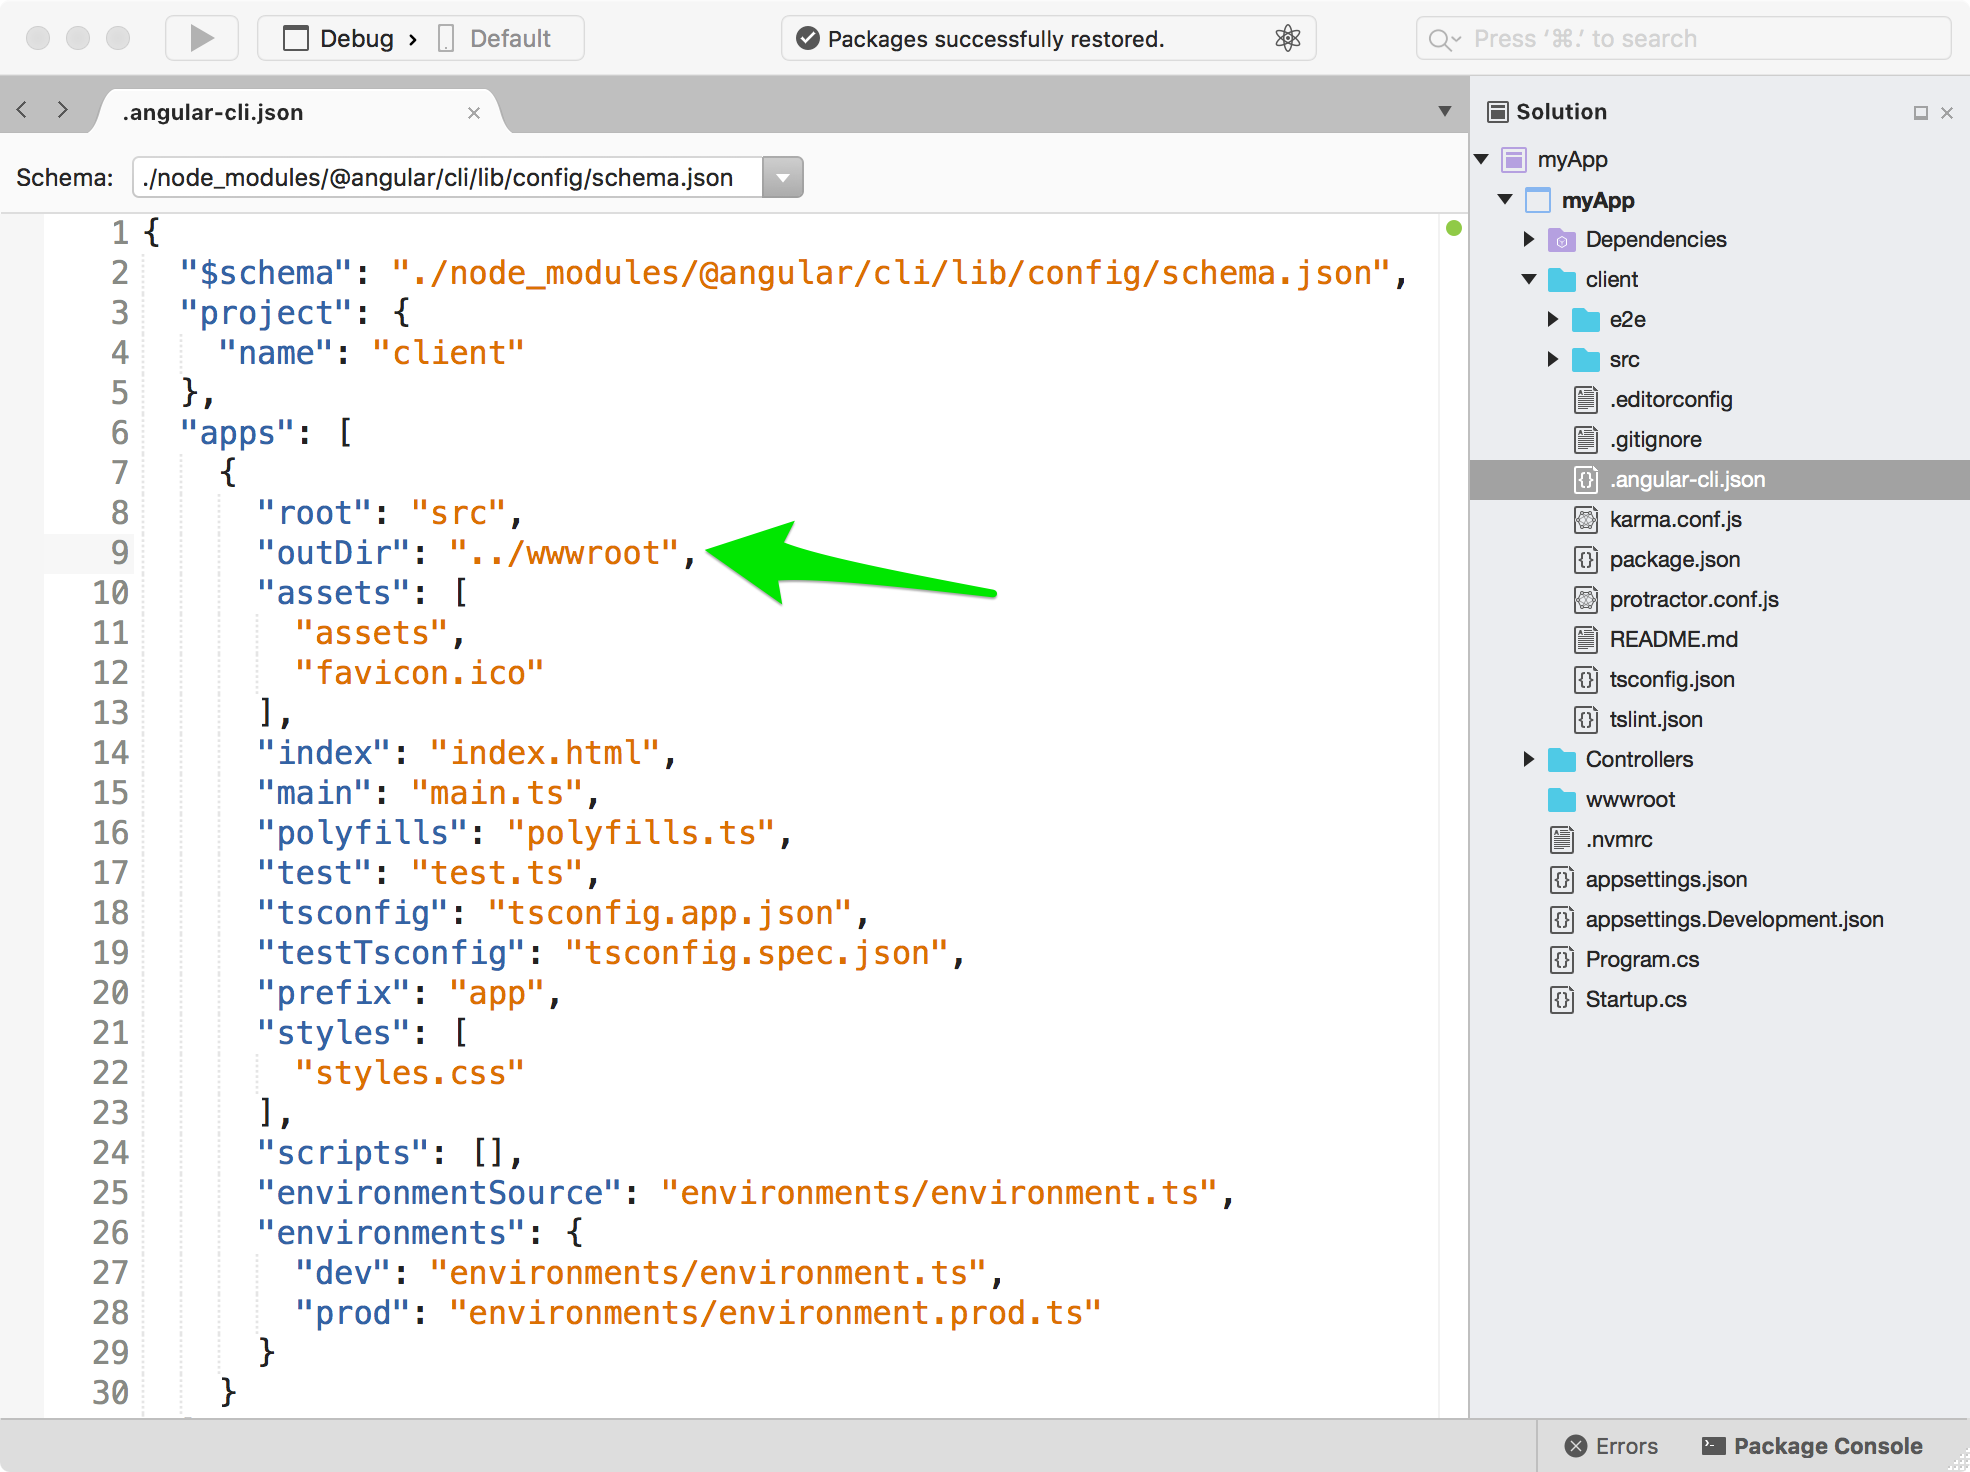 Debug › Default
Packages successfully restored.
Press ‘⌘.’ to search
.angular-cli.json
Schema: ./node_modules/@angular/cli/lib/config/schema.json
1 {
2 "$schema": "./node_modules/@angular/cli/lib/config/schema.json",
3 "project": {
4 "name": "client"
5 },
6 "apps": [
7 {
8 "root": "src",
9 "outDir": "../wwwroot",
10 "assets": [
11 "assets",
12 "favicon.ico"
13 ],
14 "index": "index.html",
15 "main": "main.ts",
16 "polyfills": "polyfills.ts",
17 "test": "test.ts",
18 "tsconfig": "tsconfig.app.json",
19 "testTsconfig": "tsconfig.spec.json",
20 "prefix": "app",
21 "styles": [
22 "styles.css"
23 ],
24 "scripts": [],
25 "environmentSource": "environments/environment.ts",
26 "environments": {
27 "dev": "environments/environment.ts",
28 "prod": "environments/environment.prod.ts"
29 }
30 }
Solution
myApp
myApp
Dependencies
client
e2e
src
.editorconfig
.gitignore
.angular-cli.json
karma.conf.js
package.json
protractor.conf.js
README.md
tsconfig.json
tslint.json
Controllers
wwwroot
.nvmrc
appsettings.json
appsettings.Development.json
Program.cs
Startup.cs
Errors
Package Console